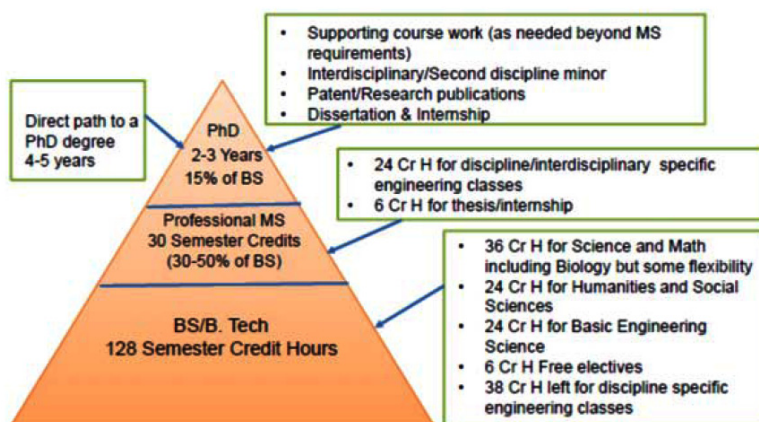 • Supporting course work (as needed beyond MS
requirements)
• Interdisciplinary/Second discipline minor
• Patent/Research publications
• Dissertation & Internship
Direct path to a
PhD degree
4-5 years
PhD
2-3 Years
15% of BS
• 24 Cr H for discipline/interdisciplinary specific
engineering classes
• 6 Cr H for thesis/internship
Professional MS
30 Semester Credits
(30-50% of BS)
• 36 Cr H for Science and Math
including Biology but some flexibility
• 24 Cr H for Humanities and Social
Sciences
• 24 Cr H for Basic Engineering
Science
• 6 Cr H Free electives
• 38 Cr H left for discipline specific
engineering classes
BS/B. Tech
128 Semester Credit Hours